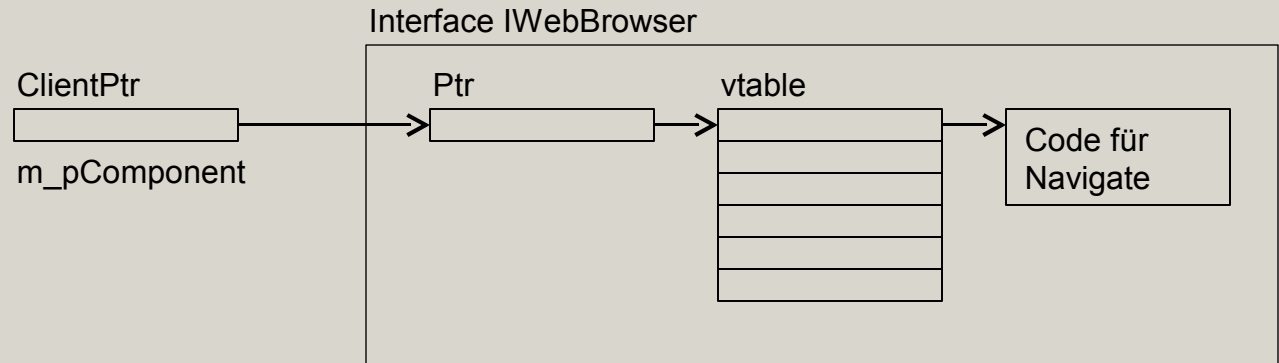 Interface IWebBrowser
ClientPtr
Ptr
vtable
m_pComponent
Code für
Navigate